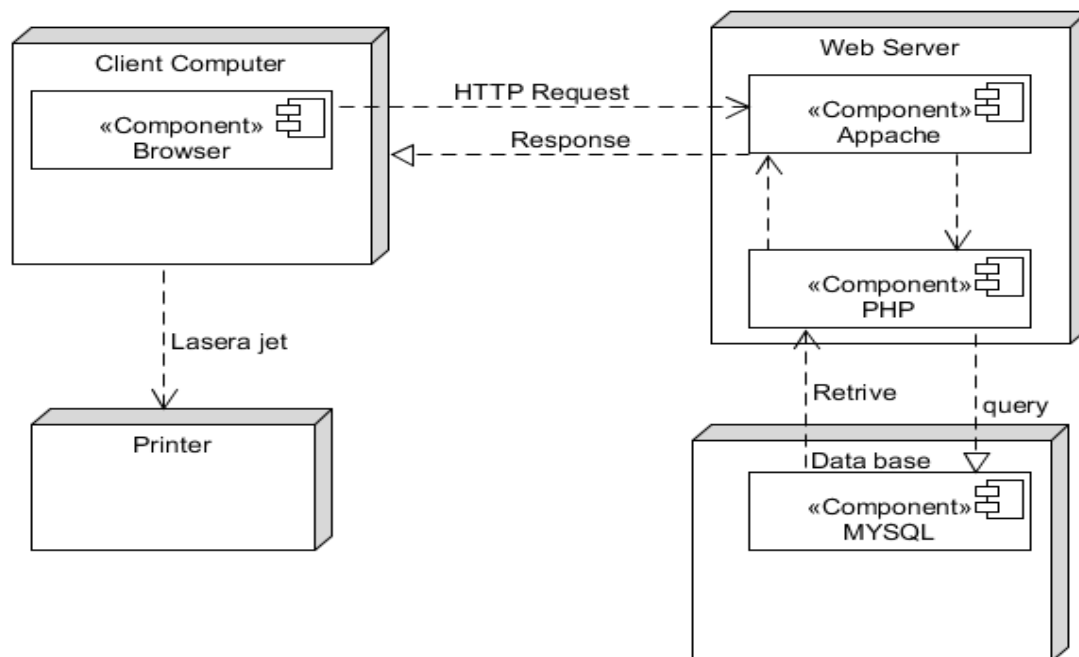 Client Computer
«Component»
Browser
HTTP Request
Response
Web Server
«Component»
Appache
«Component»
PHP
Lasera jet
Printer
Retrive
query
Data base
«Component»
MYSQL